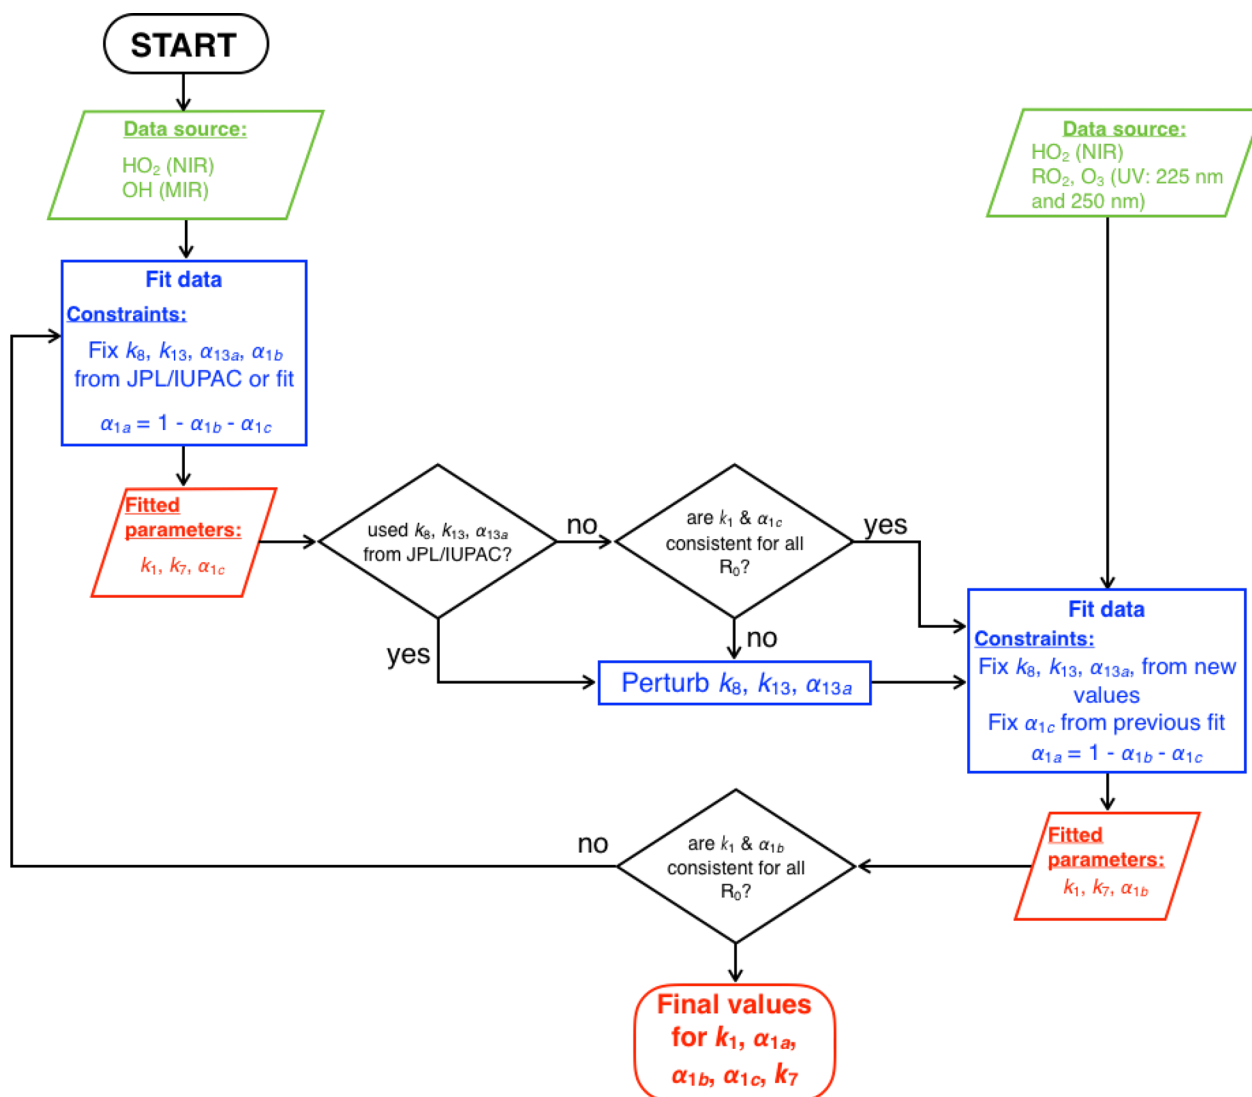 START
Data source:
HO₂ (NIR)
OH (MIR)
Data source:
HO₂ (NIR)
RO₂, O₃ (UV: 225 nm
and 250 nm)
Fit data
Constraints:
Fix k₈, k₁₃, α₁₃ₐ, α₁b
from JPL/IUPAC or fit
α₁ₐ = 1 - α₁b - α₁c
Fitted
parameters:
k₁, k₇, α₁c
used k₈, k₁₃, α₁₃ₐ
from JPL/IUPAC?
no
yes
are k₁ & α₁c
consistent for all
R₀?
yes
no
Perturb k₈, k₁₃, α₁₃ₐ
Fit data
Constraints:
Fix k₈, k₁₃, α₁₃ₐ, from new
values
Fix α₁c from previous fit
α₁ₐ = 1 - α₁b - α₁c
Fitted
parameters:
k₁, k₇, α₁b
are k₁ & α₁b
consistent for all
R₀?
no
Final values
for k₁, α₁ₐ,
α₁b, α₁c, k₇